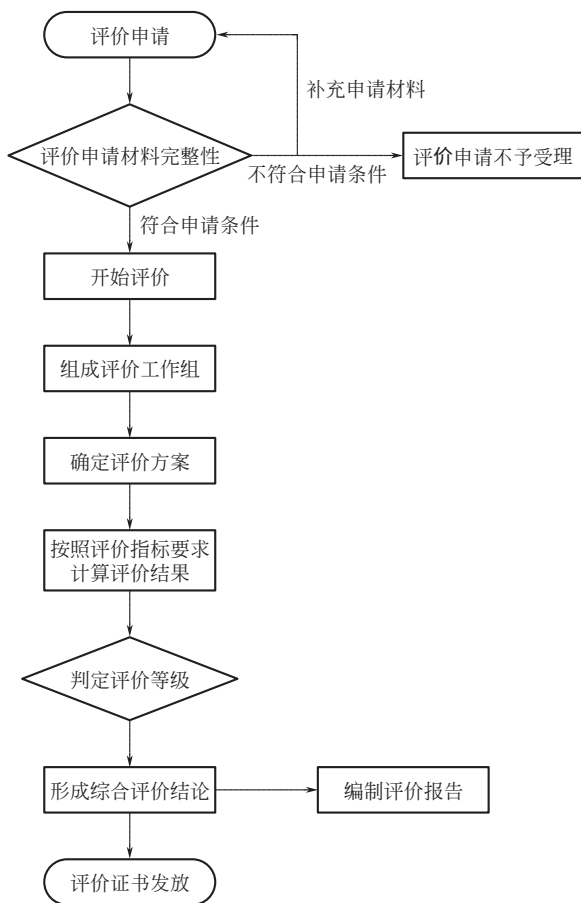 评价申请
补充申请材料
评价申请材料完整性
不符合申请条件
评价申请不予受理
符合申请条件
开始评价
组成评价工作组
确定评价方案
按照评价指标要求
计算评价结果
判定评价等级
形成综合评价结论
编制评价报告
评价证书发放